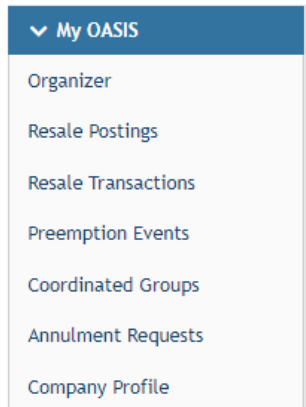 My OASIS
Organizer
Resale Postings
Resale Transactions
Preemption Events
Coordinated Groups
Annulment Requests
Company Profile